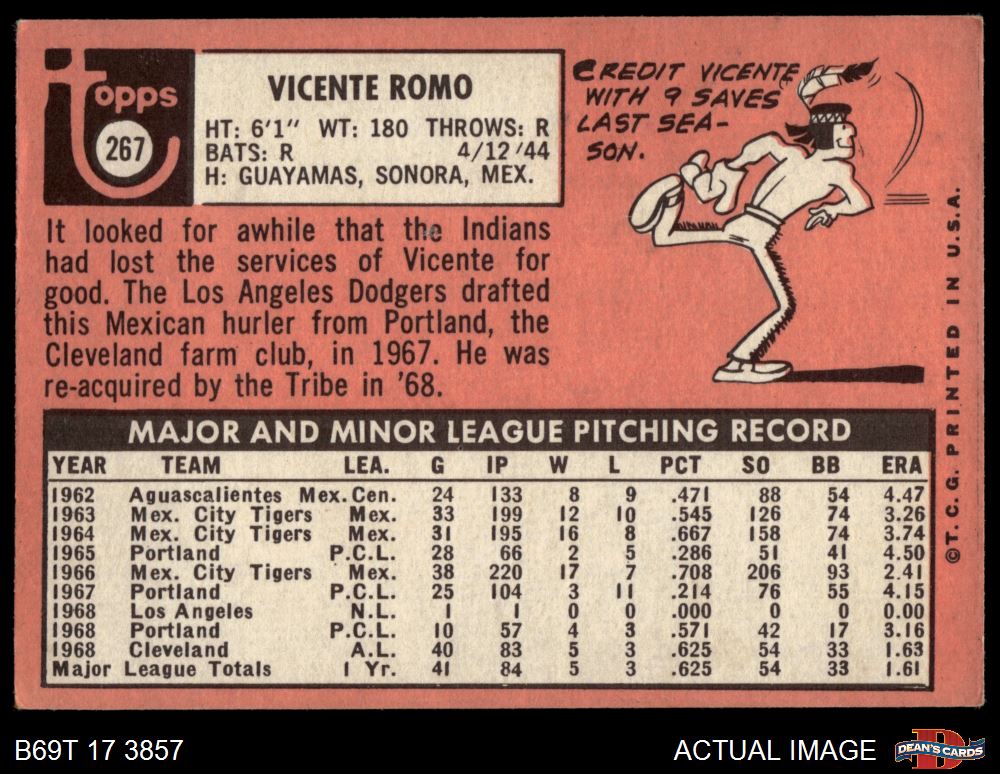 topps
267
VICENTE ROMO
HT: 6'1" WT: 180 THROWS: R
BATS: R 4/12/44
H: GUAYAMAS, SONORA, MEX.
CREDIT VICENTE
WITH 9 SAVES
LAST SEA-
SON.
It looked for awhile that the Indians
had lost the services of Vicente for
good. The Los Angeles Dodgers drafted
this Mexican hurler from Portland, the
Cleveland farm club, in 1967. He was
re-acquired by the Tribe in '68.
MAJOR AND MINOR LEAGUE PITCHING RECORD
YEAR TEAM LEA. G IP W L PCT SO BB ERA
1962 Aguascalientes Mex. Cen. 24 133 8 9 .471 88 54 4.47
1963 Mex. City Tigers Mex. 33 199 12 10 .545 126 74 3.26
1964 Mex. City Tigers Mex. 31 195 16 8 .667 158 74 3.74
1965 Portland P.C.L. 28 66 2 5 .286 51 41 4.50
1966 Mex. City Tigers Mex. 38 220 17 7 .708 206 93 2.41
1967 Portland P.C.L. 25 104 3 11 .214 76 55 4.15
1968 Los Angeles N.L. 1 1 0 0 .000 0 0 0.00
1968 Portland P.C.L. 10 57 4 3 .571 42 17 3.16
1968 Cleveland A.L. 40 83 5 3 .625 54 33 1.63
Major League Totals 1 Yr. 41 84 5 3 .625 54 33 1.61
©T.C.G. PRINTED IN U.S.A.
B69T 17 3857
ACTUAL IMAGE
D
DEAN'S CARDS